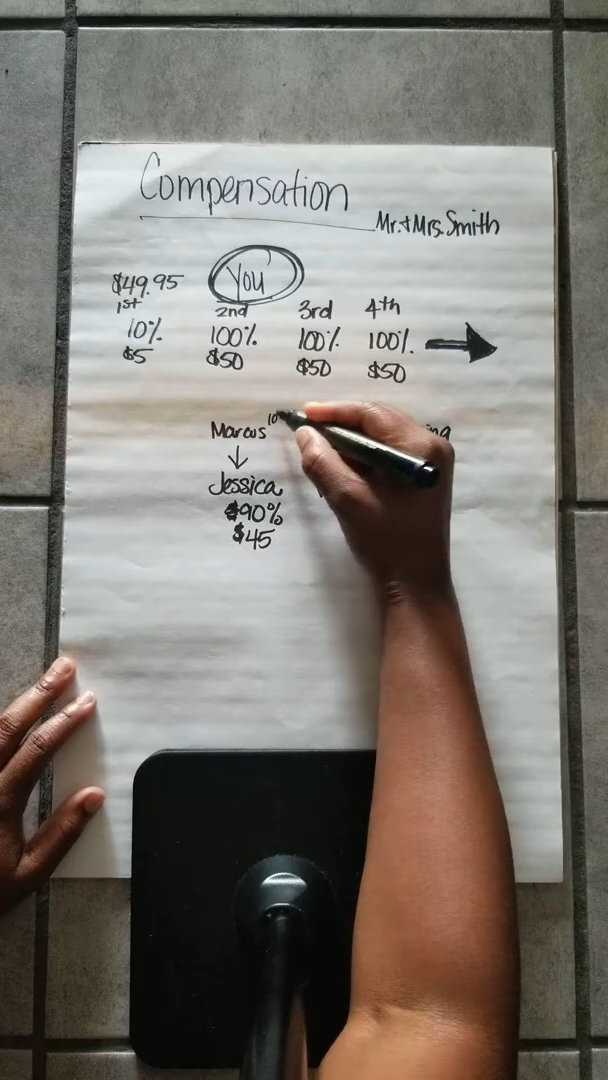 Compensation
Mr. & Mrs. Smith
$49.95 You
1st 2nd 3rd 4th
10% 100% 100% 100%
$5 $50 $50 $50
Marcus 10
Jessica
$90%
$45